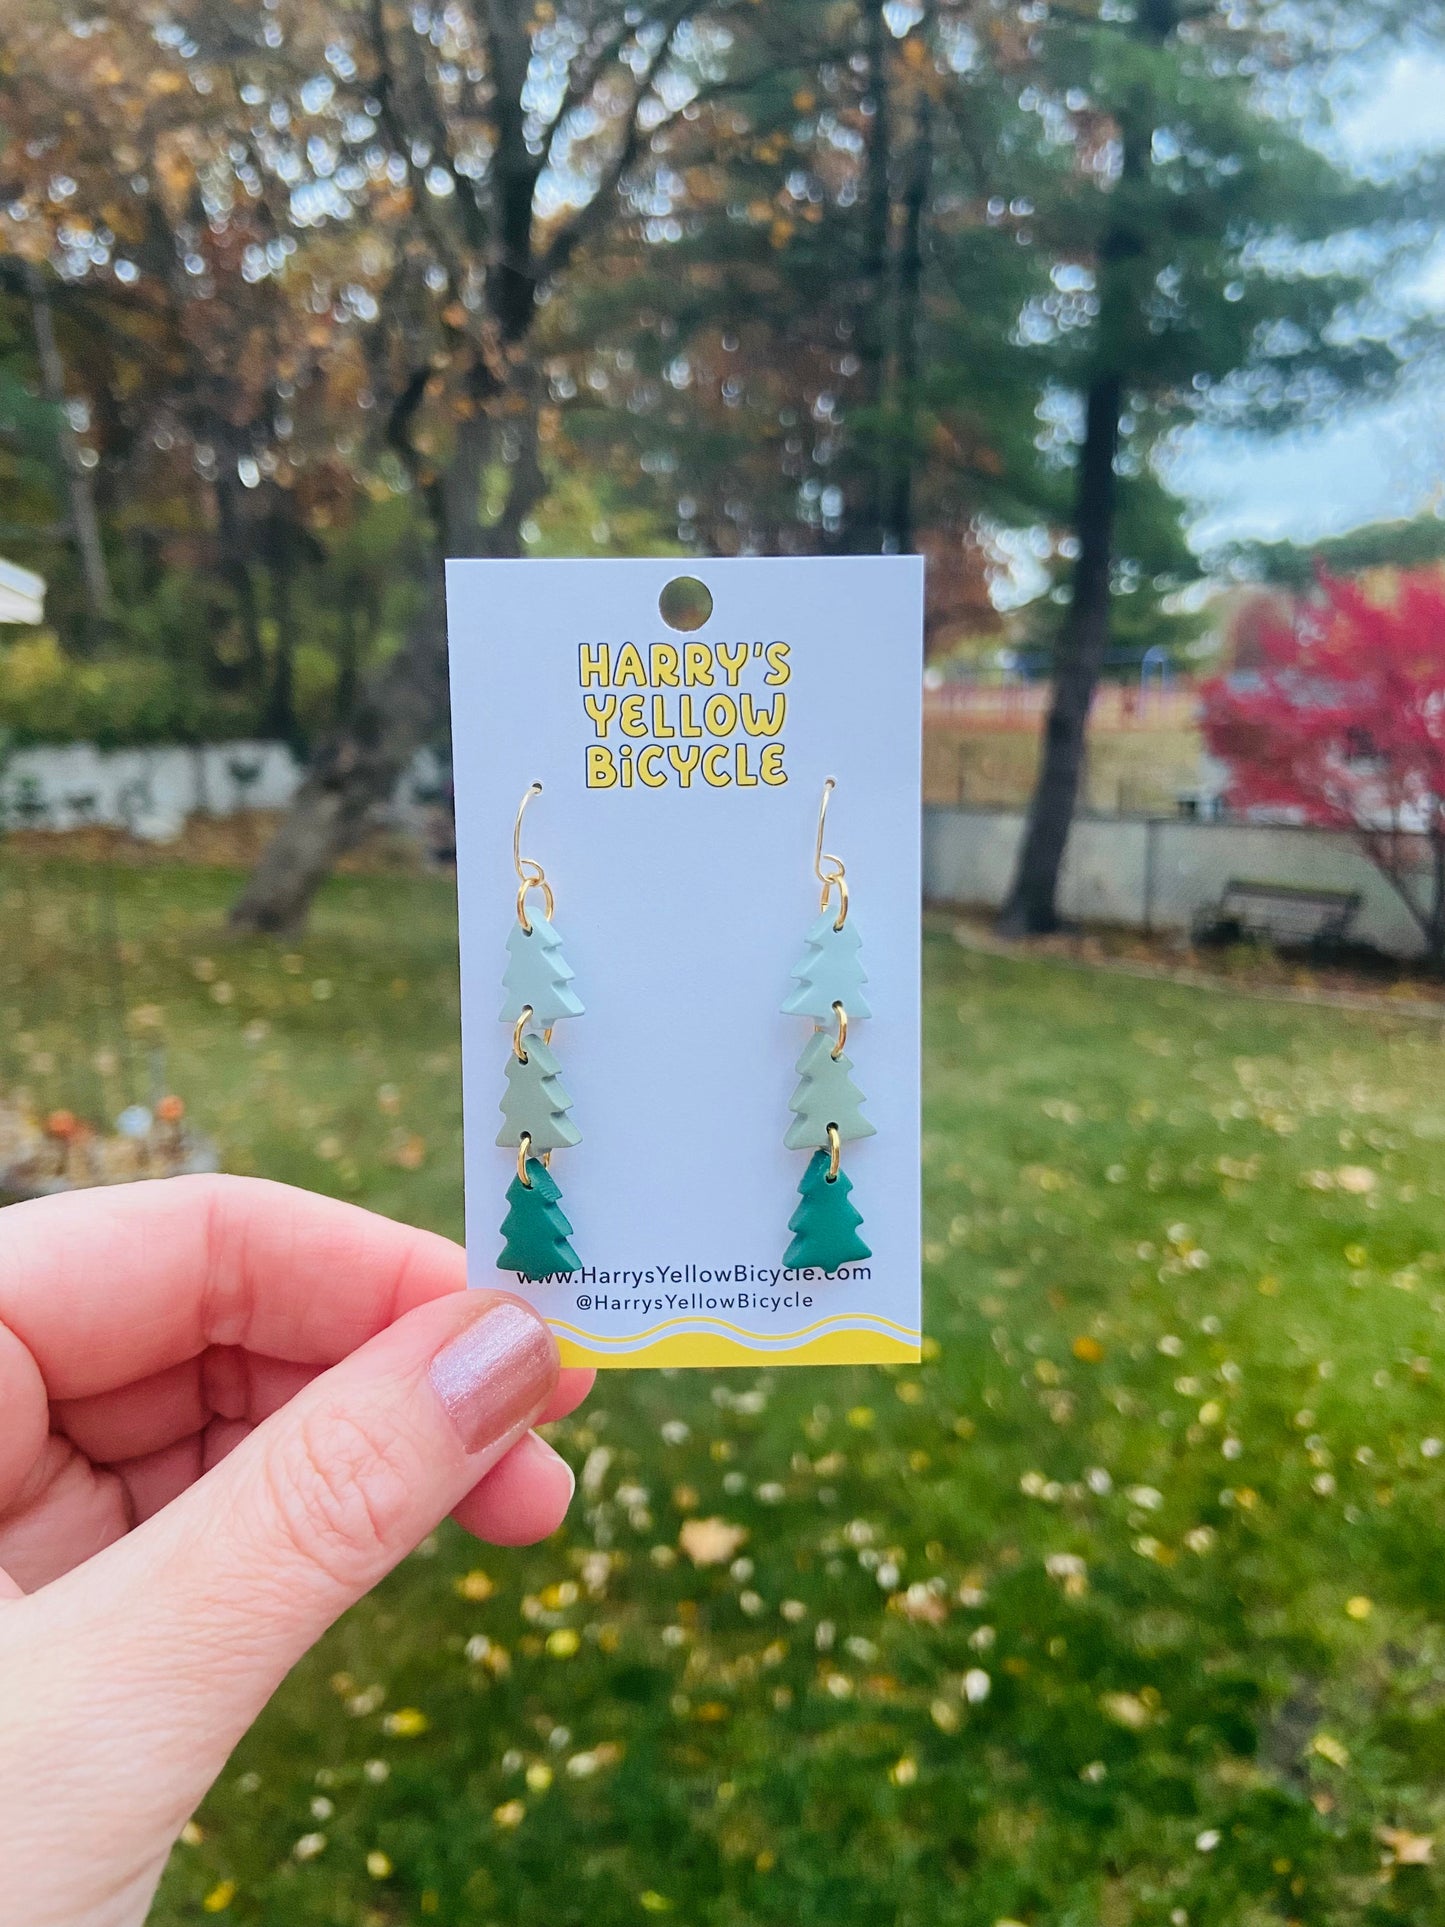 HARRY'S
YELLOW
BiCYCLE
www.HarrysYellowBicycle.com
@HarrysYellowBicycle